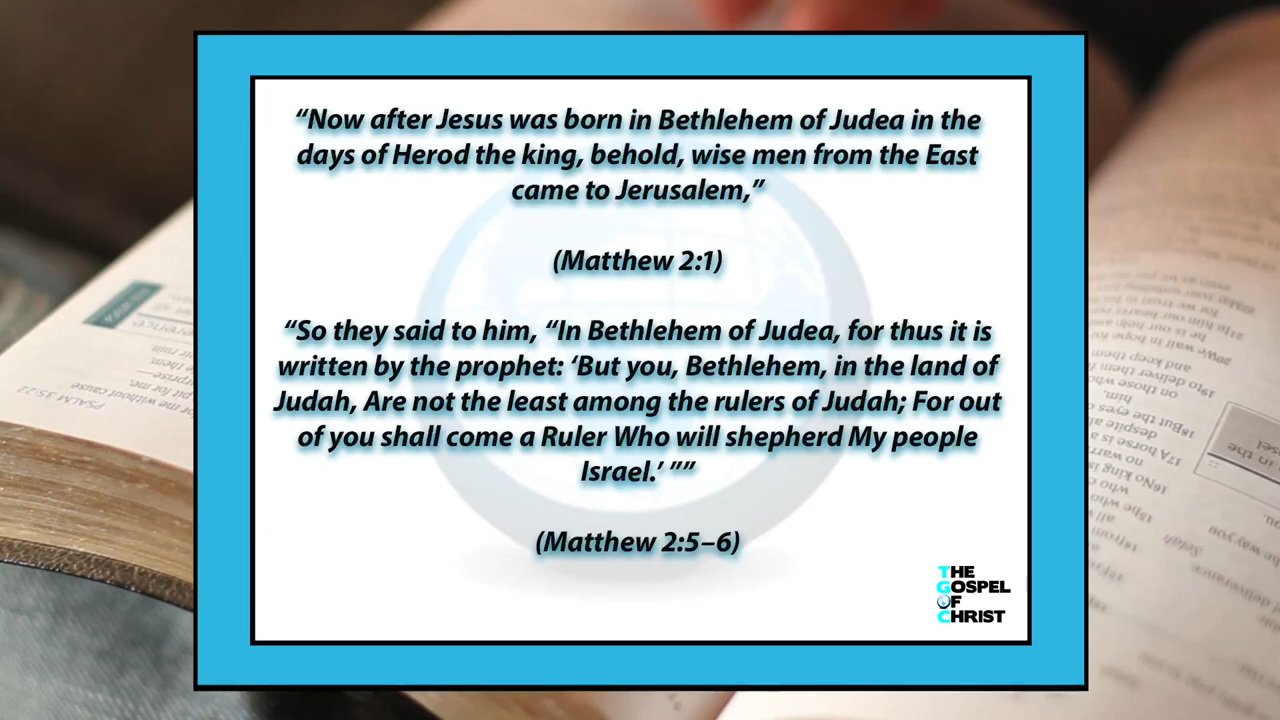 “Now after Jesus was born in Bethlehem of Judea in the
days of Herod the king, behold, wise men from the East
came to Jerusalem,”
(Matthew 2:1)
“So they said to him, “In Bethlehem of Judea, for thus it is
written by the prophet: ‘But you, Bethlehem, in the land of
Judah, Are not the least among the rulers of Judah; For out
of you shall come a Ruler Who will shepherd My people
Israel.’ ””
(Matthew 2:5–6)
THE
GOSPEL
OF
CHRIST
PSALM 35:22